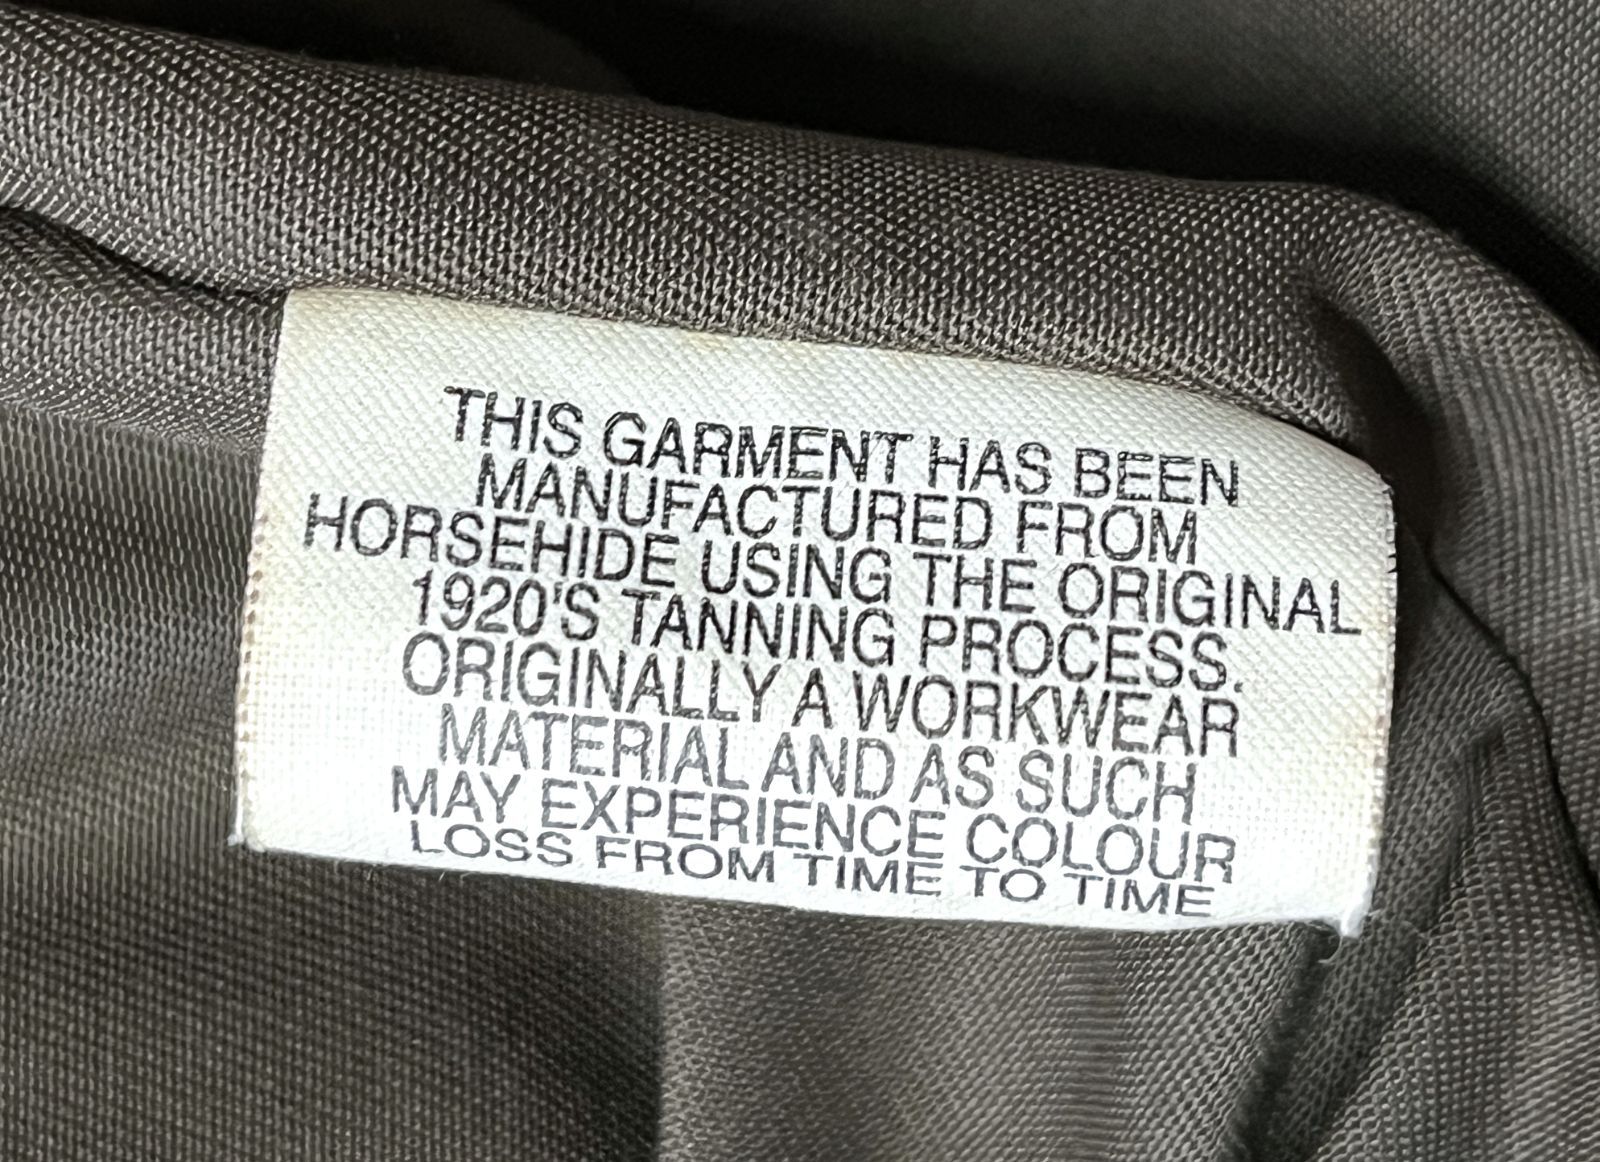 THIS GARMENT HAS BEEN
MANUFACTURED FROM
HORSEHIDE USING THE ORIGINAL
1920'S TANNING PROCESS.
ORIGINALLY A WORKWEAR
MATERIAL AND AS SUCH
MAY EXPERIENCE COLOUR
LOSS FROM TIME TO TIME